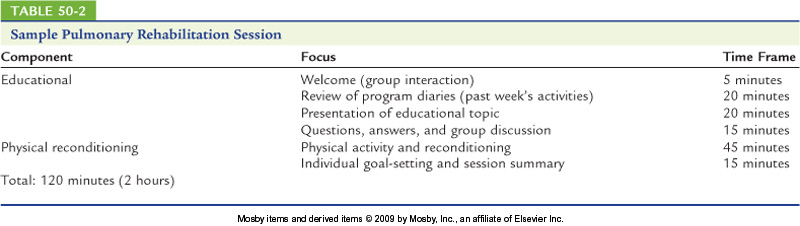 TABLE 50-2
Sample Pulmonary Rehabilitation Session
Component Focus Time Frame
Educational Welcome (group interaction) 5 minutes
Review of program diaries (past week's activities) 20 minutes
Presentation of educational topic 20 minutes
Questions, answers, and group discussion 15 minutes
Physical reconditioning Physical activity and reconditioning 45 minutes
Individual goal-setting and session summary 15 minutes
Total: 120 minutes (2 hours)
Mosby items and derived items © 2009 by Mosby, Inc., an affiliate of Elsevier Inc.